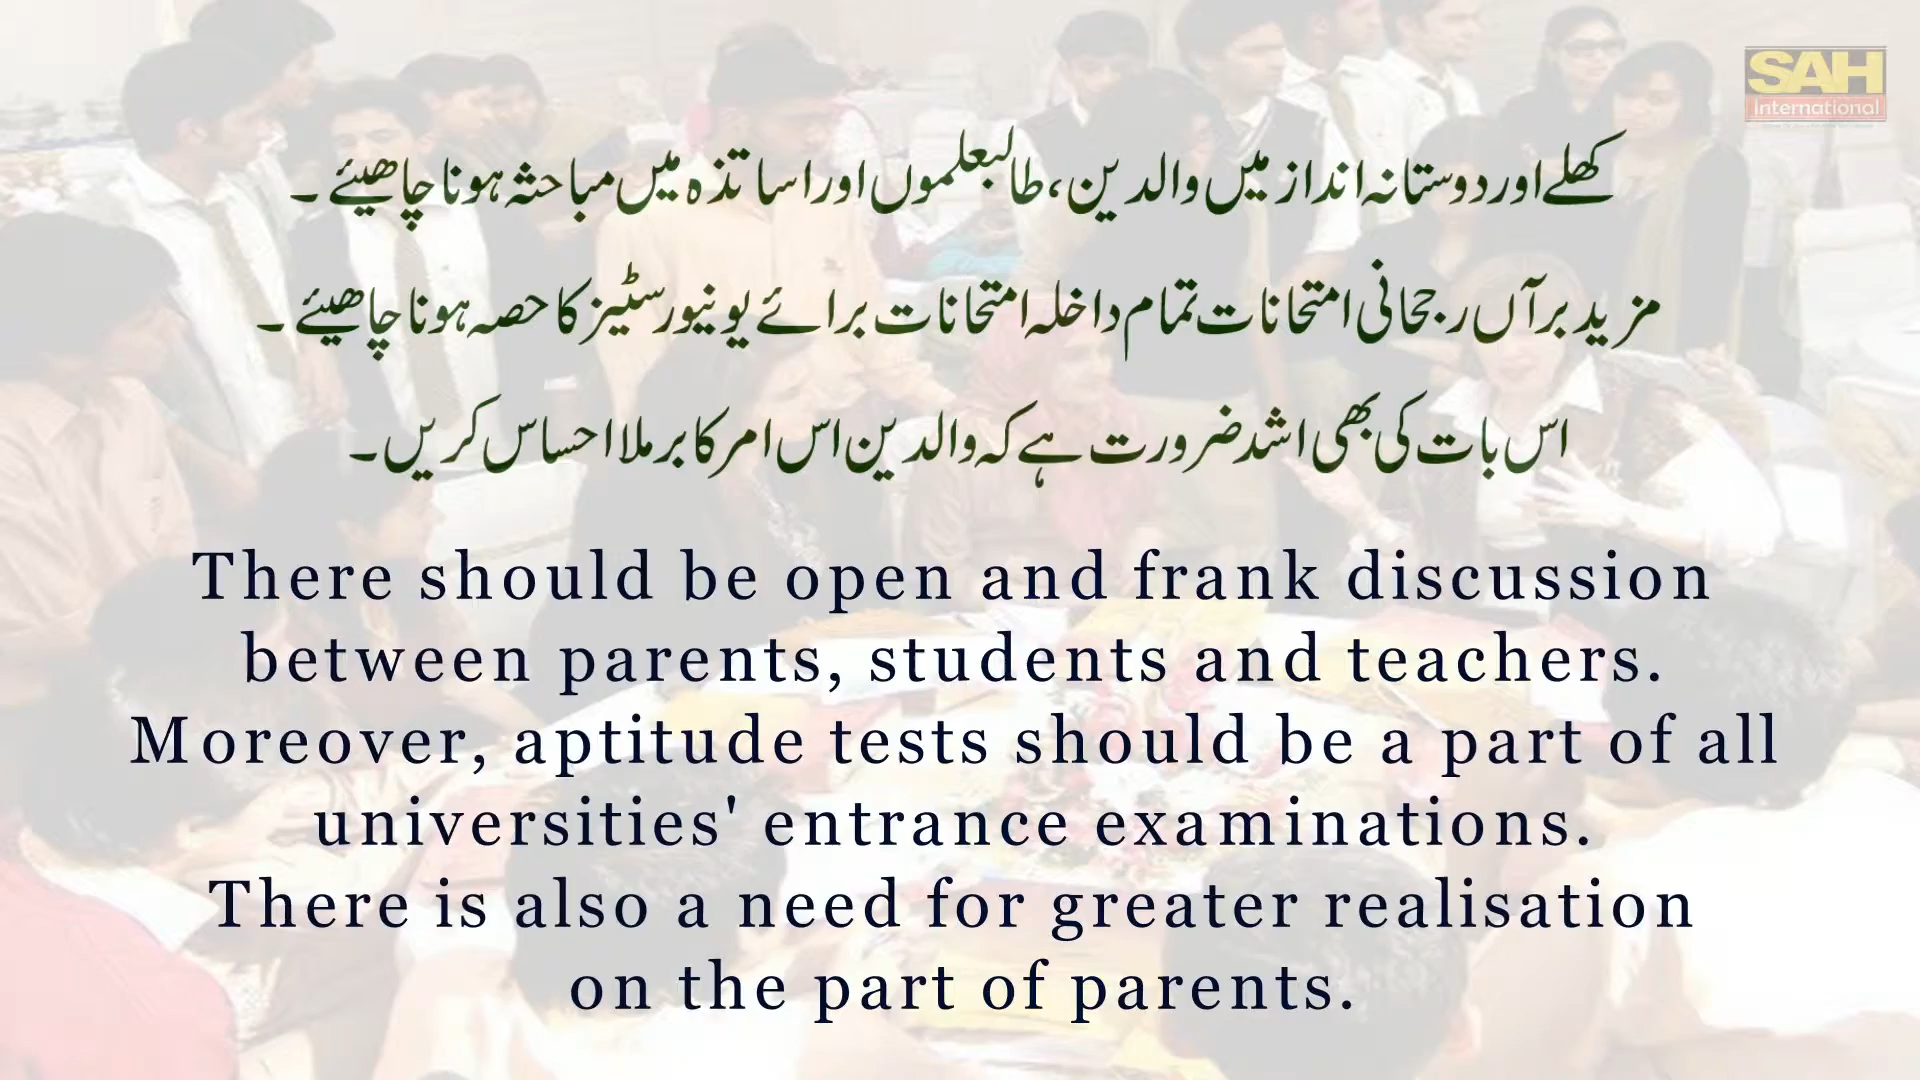 SAH
International
کھلے اور دوستانہ انداز میں والدین، طالبعلموں اور اساتذہ میں مباحثہ ہونا چاھیئے ۔
مزید برآں رجحانی امتحانات تمام داخلہ امتحانات برائے یونیورسٹیز کا حصہ ہونا چاھیئے ۔
اس بات کی بھی اشد ضرورت ہے کہ والدین اس امر کا برملا احساس کریں۔
There should be open and frank discussion
between parents, students and teachers.
Moreover, aptitude tests should be a part of all
universities' entrance examinations.
There is also a need for greater realisation
on the part of parents.